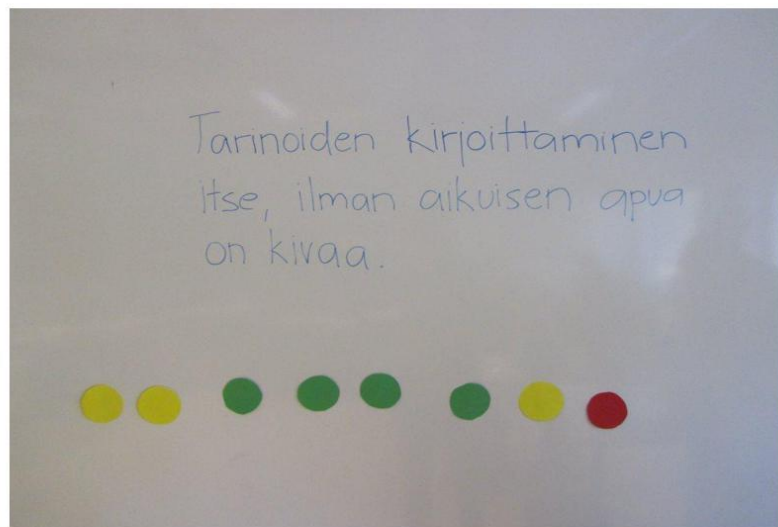 Tarinoiden kirjoittaminen
itse, ilman aikuisen apua
on kivaa.